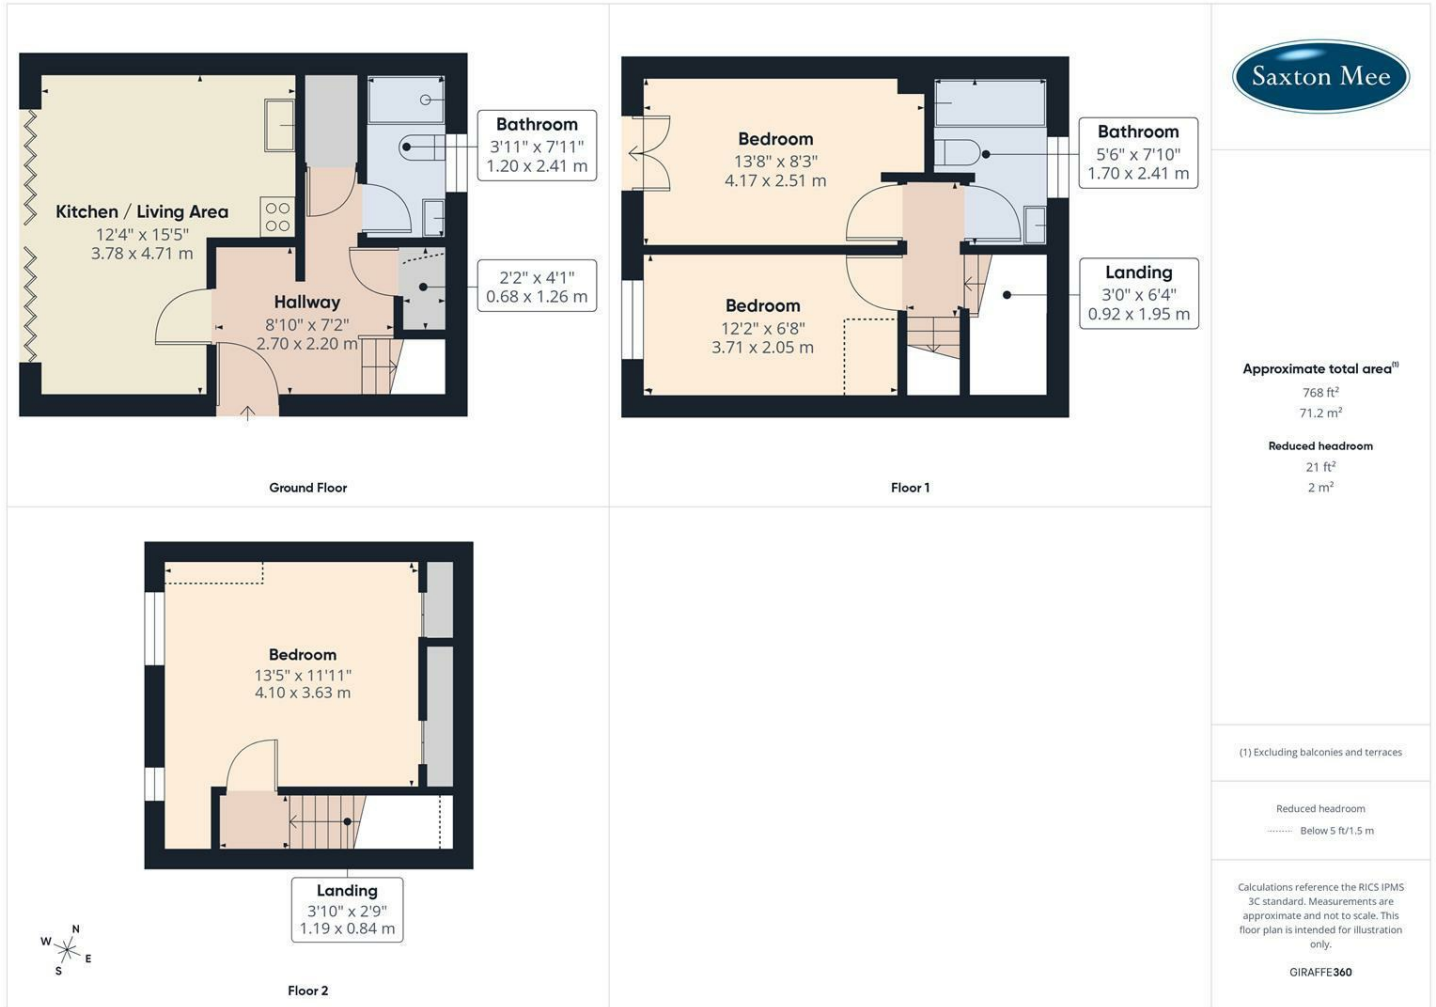 Kitchen / Living Area
12'4" x 15'5"
3.78 x 4.71 m
Hallway
8'10" x 7'2"
2.70 x 2.20 m
Bathroom
3'11" x 7'11"
1.20 x 2.41 m
2'2" x 4'1"
0.68 x 1.26 m
Ground Floor
Bedroom
13'8" x 8'3"
4.17 x 2.51 m
Bedroom
12'2" x 6'8"
3.71 x 2.05 m
Bathroom
5'6" x 7'10"
1.70 x 2.41 m
Landing
3'0" x 6'4"
0.92 x 1.95 m
Floor 1
Bedroom
13'5" x 11'11"
4.10 x 3.63 m
Landing
3'10" x 2'9"
1.19 x 0.84 m
N
W
E
S
Floor 2
Saxton Mee
Approximate total area(1)
768 ft²
71.2 m²
Reduced headroom
21 ft²
2 m²
(1) Excluding balconies and terraces
Reduced headroom
Below 5 ft/1.5 m
Calculations reference the RICS IPMS
3C standard. Measurements are
approximate and not to scale. This
floor plan is intended for illustration
only.
GIRAFFE360